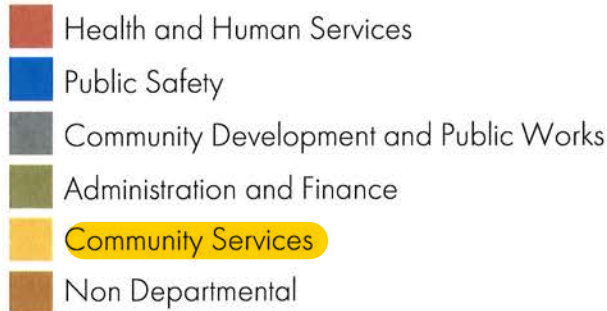 Health and Human Services
Public Safety
Community Development and Public Works
Administration and Finance
Community Services
Non Departmental